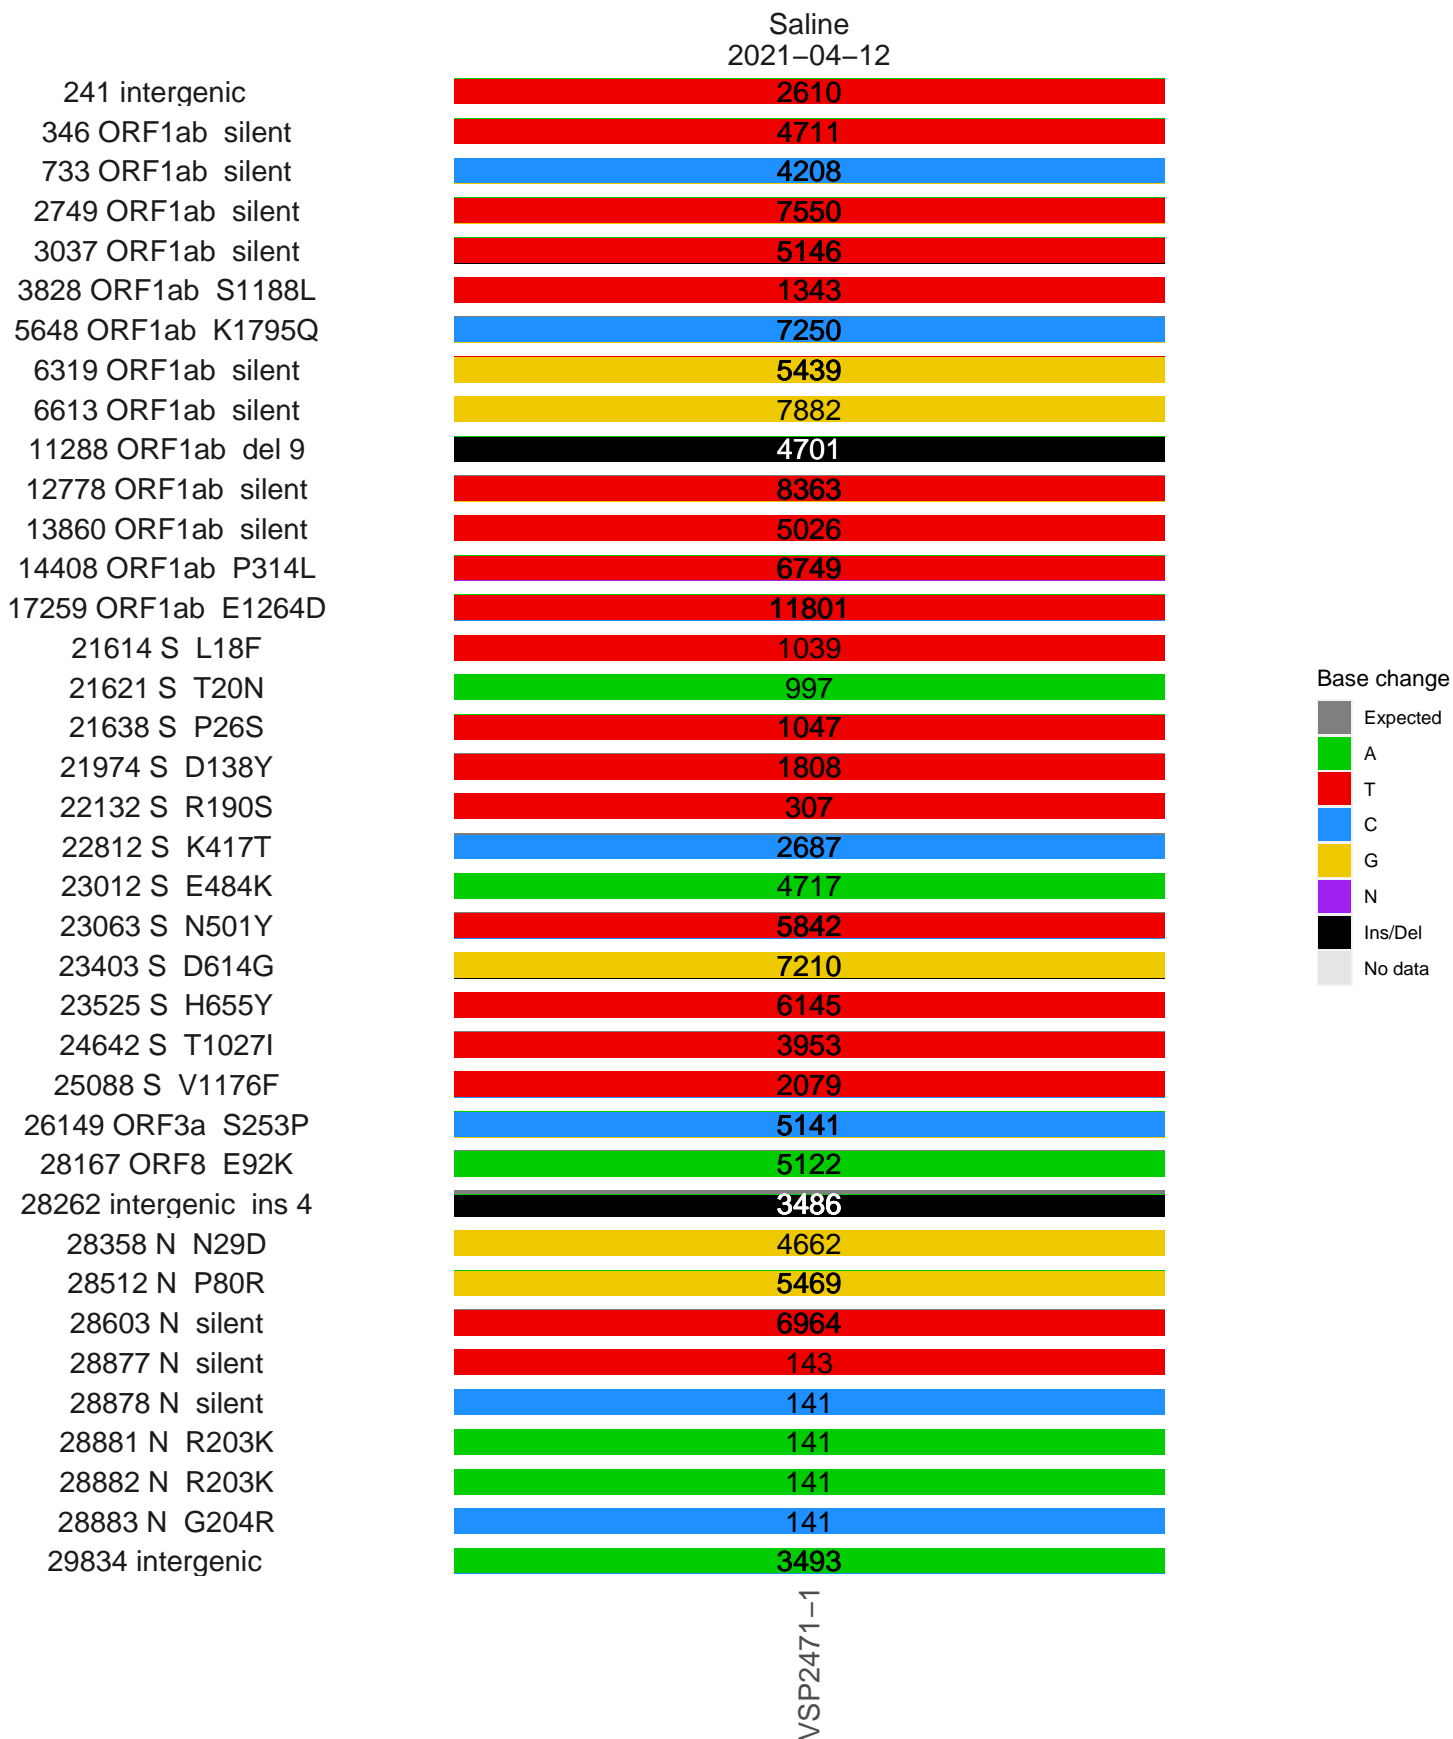 Saline
2021−04−12
241 intergenic 2610
346 ORF1ab silent 4711
733 ORF1ab silent 4208
2749 ORF1ab silent 7550
3037 ORF1ab silent 5146
3828 ORF1ab S1188L 1343
5648 ORF1ab K1795Q 7250
6319 ORF1ab silent 5439
6613 ORF1ab silent 7882
11288 ORF1ab del 9 4701
12778 ORF1ab silent 8363
13860 ORF1ab silent 5026
14408 ORF1ab P314L 6749
17259 ORF1ab E1264D 11801
21614 S L18F 1039
21621 S T20N 997
21638 S P26S 1047
21974 S D138Y 1808
22132 S R190S 307
22812 S K417T 2687
23012 S E484K 4717
23063 S N501Y 5842
23403 S D614G 7210
23525 S H655Y 6145
24642 S T1027I 3953
25088 S V1176F 2079
26149 ORF3a S253P 5141
28167 ORF8 E92K 5122
28262 intergenic ins 4 3486
28358 N N29D 4662
28512 N P80R 5469
28603 N silent 6964
28877 N silent 143
28878 N silent 141
28881 N R203K 141
28882 N R203K 141
28883 N G204R 141
29834 intergenic 3493
VSP2471−1
Base change
Expected
A
T
C
G
N
Ins/Del
No data